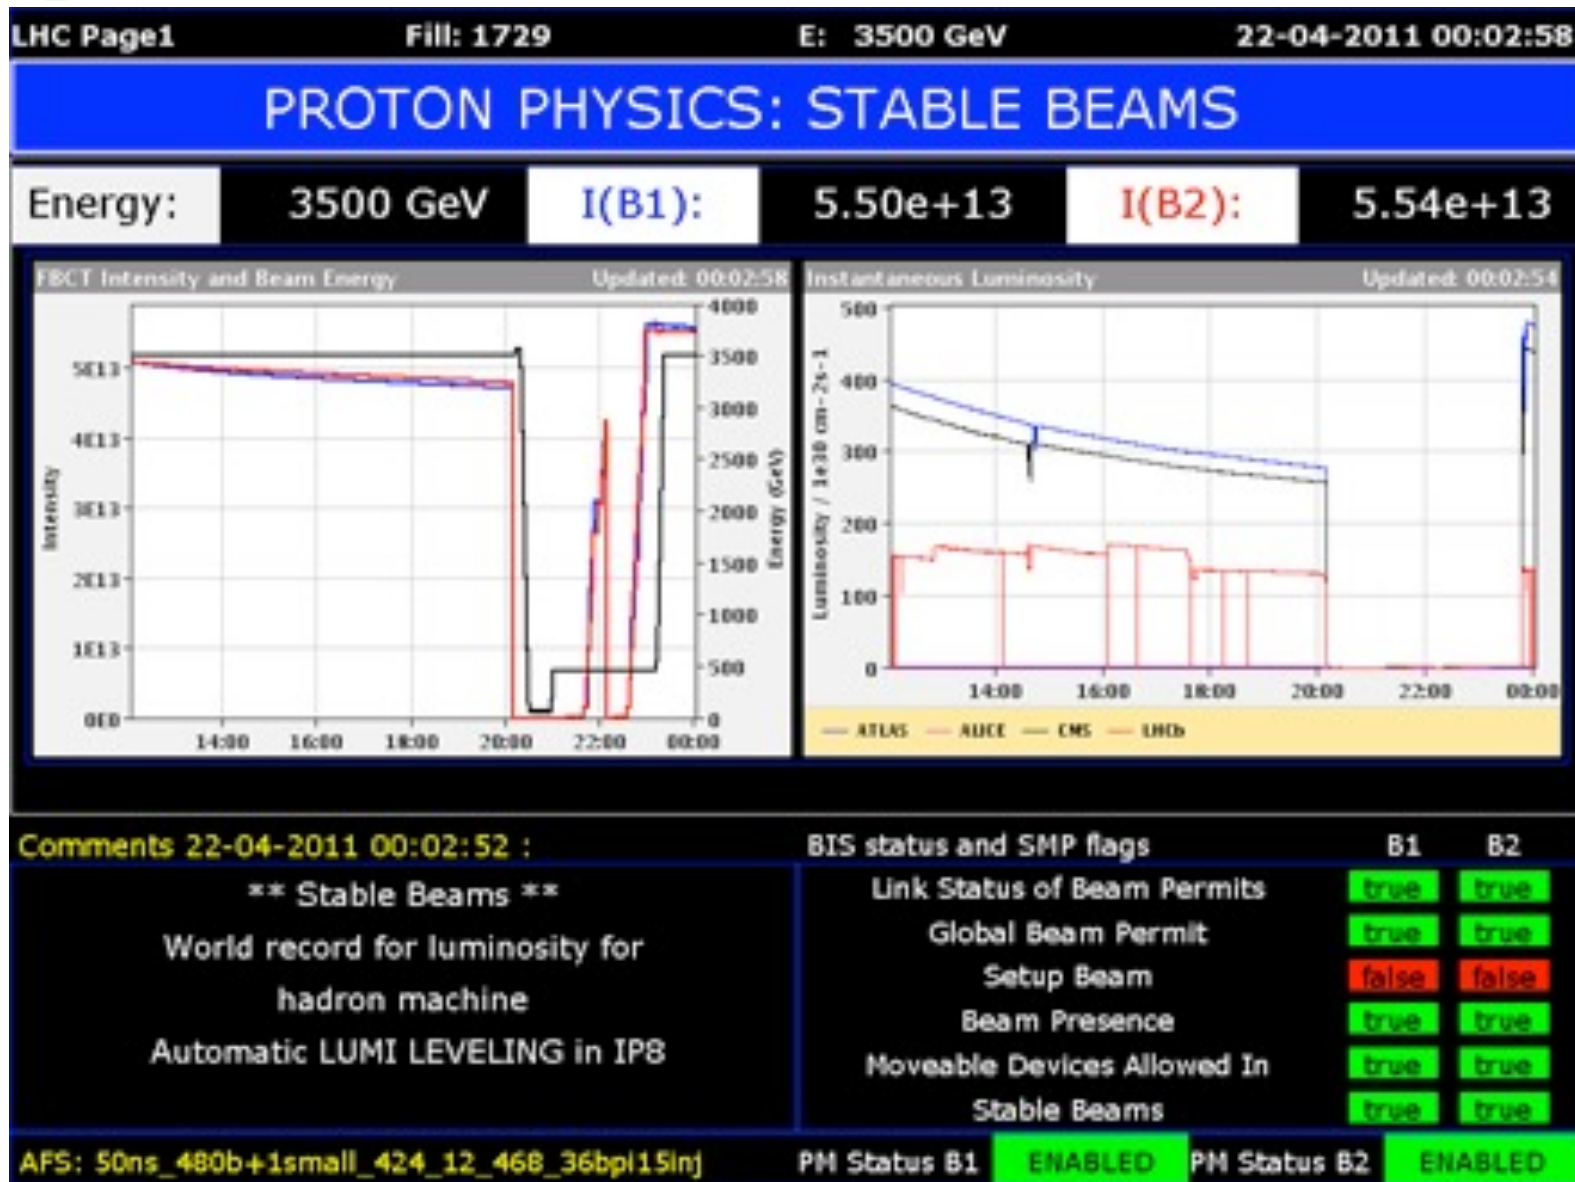 LHC Page1 Fill: 1729 E: 3500 GeV 22-04-2011 00:02:58
PROTON PHYSICS: STABLE BEAMS
Energy: 3500 GeV I(B1): 5.50e+13 I(B2): 5.54e+13
FBCT Intensity and Beam Energy Updated: 00:02:58
Intensity
5E13
4E13
3E13
2E13
1E13
0E0
4000
3500
3000
2500
2000
1500
1000
500
0
Energy (GeV)
14:00 16:00 18:00 20:00 22:00 00:00
Instantaneous Luminosity Updated: 00:02:54
Luminosity / 1e30 cm-2s-1
500
400
300
200
100
0
14:00 16:00 18:00 20:00 22:00 00:00
ATLAS ALICE CMS LHCb
Comments 22-04-2011 00:02:52 :
** Stable Beams **
World record for luminosity for
hadron machine
Automatic LUMI LEVELING in IP8
BIS status and SMP flags B1 B2
Link Status of Beam Permits true true
Global Beam Permit true true
Setup Beam false false
Beam Presence true true
Moveable Devices Allowed In true true
Stable Beams true true
AFS: 50ns_480b+1small_424_12_468_36bpi15inj PM Status B1 ENABLED PM Status B2 ENABLED